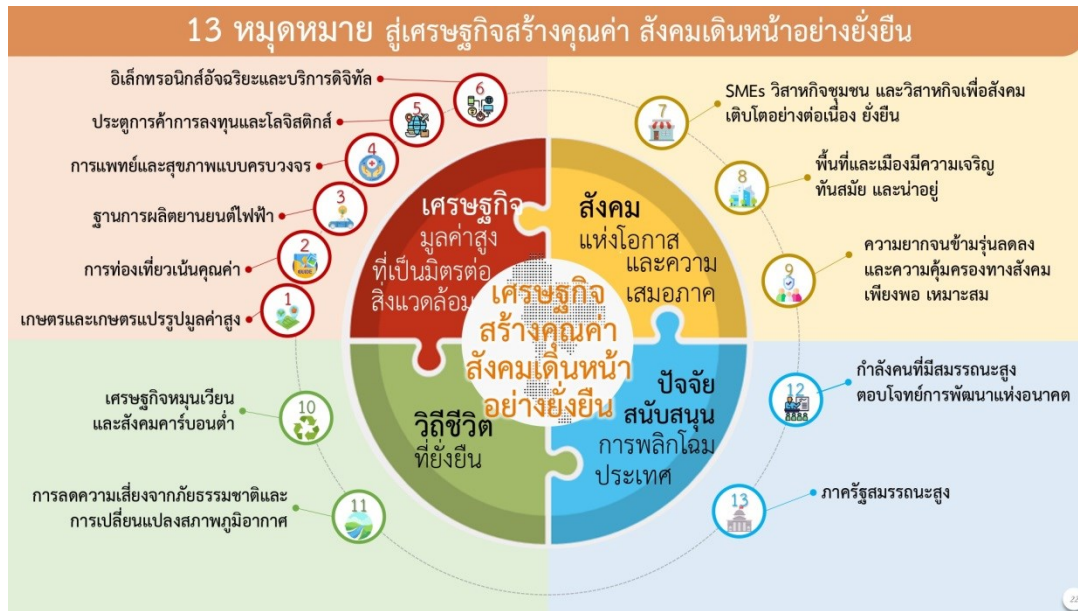 13 หมุดหมาย สู่เศรษฐกิจสร้างคุณค่า สังคมเดินหน้าอย่างยั่งยืน
อิเล็กทรอนิกส์อัจฉริยะและบริการดิจิทัล
6
ประตูการค้าการลงทุนและโลจิสติกส์
5
การแพทย์และสุขภาพแบบครบวงจร
4
ฐานการผลิตยานยนต์ไฟฟ้า
3
การท่องเที่ยวเน้นคุณค่า
2
เกษตรและเกษตรแปรรูปมูลค่าสูง
1
เศรษฐกิจ
มูลค่าสูง
ที่เป็นมิตรต่อ
สิ่งแวดล้อม
สังคม
แห่งโอกาส
และความ
เสมอภาค
7
SMEs วิสาหกิจชุมชน และวิสาหกิจเพื่อสังคม
เติบโตอย่างต่อเนื่อง ยั่งยืน
8
พื้นที่และเมืองมีความเจริญ
ทันสมัย และน่าอยู่
9
ความยากจนข้ามรุ่นลดลง
และความคุ้มครองทางสังคม
เพียงพอ เหมาะสม
เศรษฐกิจ
สร้างคุณค่า
สังคมเดินหน้า
อย่างยั่งยืน
เศรษฐกิจหมุนเวียน
และสังคมคาร์บอนต่ำ
10
การลดความเสี่ยงจากภัยธรรมชาติและ
การเปลี่ยนแปลงสภาพภูมิอากาศ
11
วิถีชีวิต
ที่ยั่งยืน
ปัจจัย
สนับสนุน
การพลิกโฉม
ประเทศ
12
กำลังคนที่มีสมรรถนะสูง
ตอบโจทย์การพัฒนาแห่งอนาคต
13
ภาครัฐสมรรถนะสูง